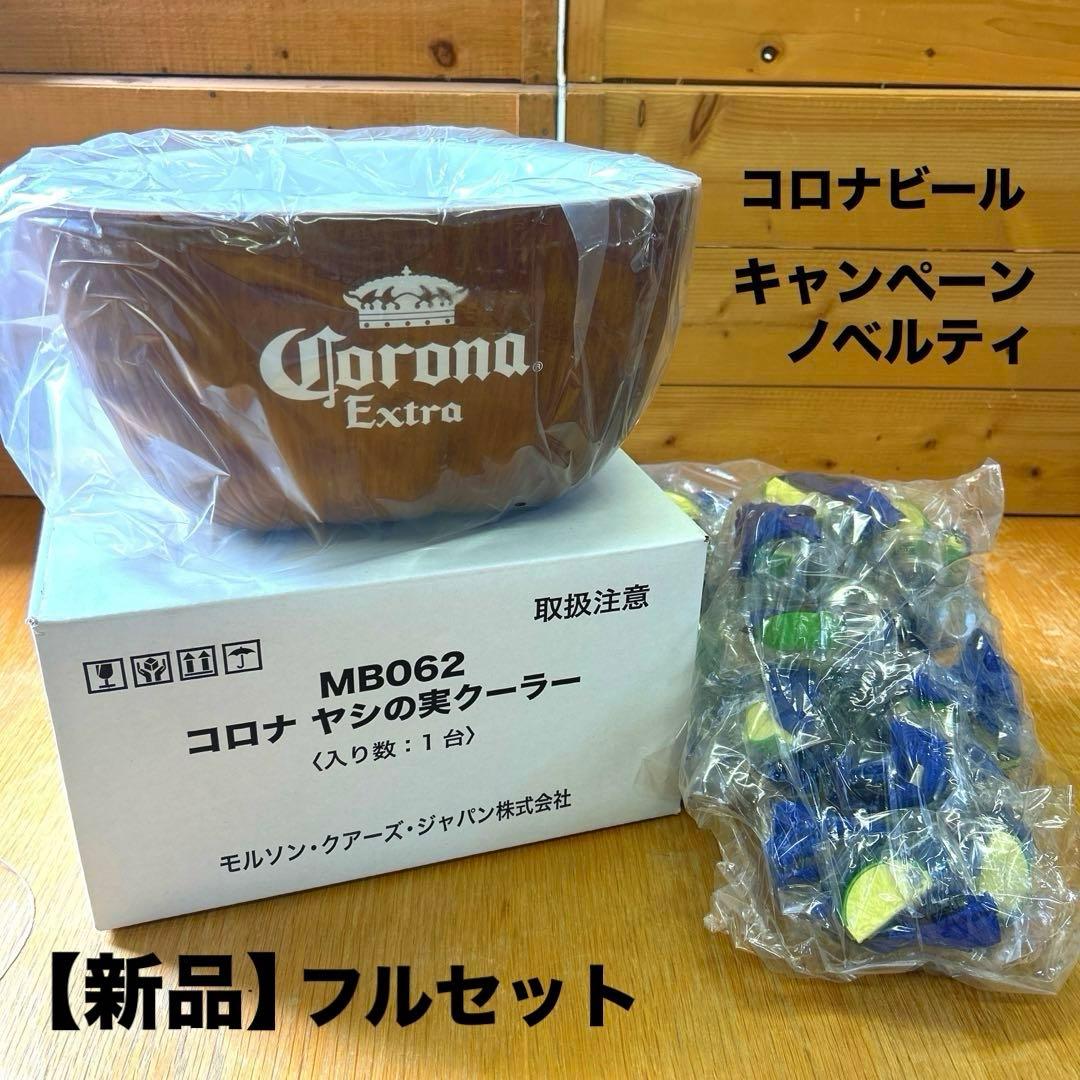 コロナビール
キャンペーン
ノベルティ
Corona®
Extra
取扱注意
MB062
コロナ ヤシの実クーラー
〈入り数：1台〉
モルソン・クアーズ・ジャパン株式会社
【新品】フルセット